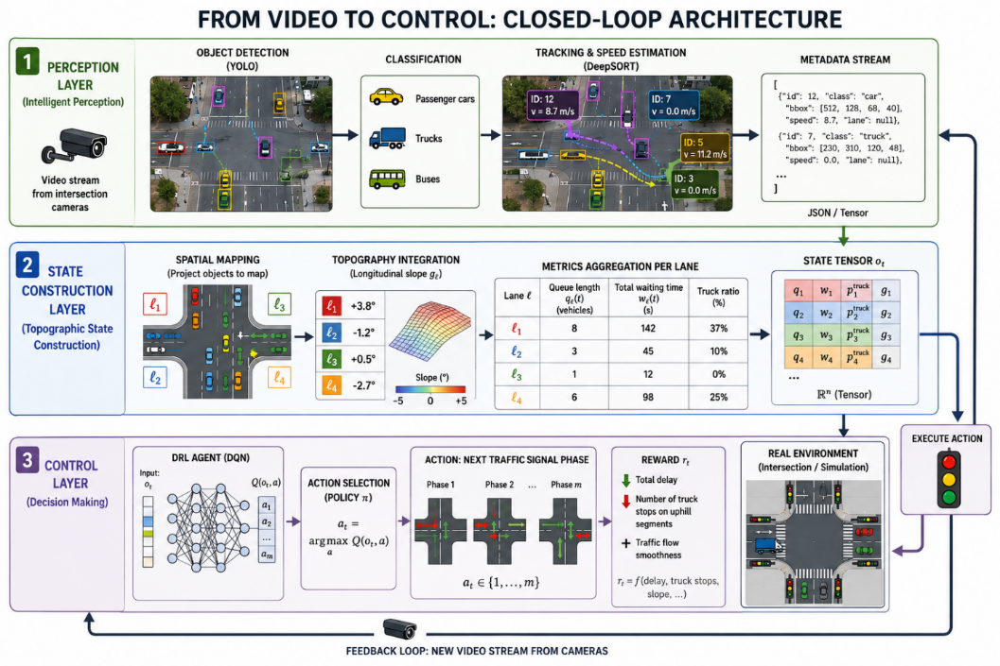 FROM VIDEO TO CONTROL: CLOSED-LOOP ARCHITECTURE
1
PERCEPTION
LAYER
(Intelligent Perception)
Video stream
from intersection
cameras
OBJECT DETECTION
(YOLO)
CLASSIFICATION
Passenger cars
Trucks
Buses
TRACKING & SPEED ESTIMATION
(DeepSORT)
ID: 12
v = 8.7 m/s
ID: 7
v = 0.0 m/s
ID: 5
v = 11.2 m/s
ID: 3
v = 0.0 m/s
METADATA STREAM
[
{"id": 12, "class": "car",
"bbox": [512, 128, 68, 40],
"speed": 8.7, "lane": null},
{"id": 7, "class": "truck",
"bbox": [230, 310, 120, 48],
"speed": 0.0, "lane": null},
...
]
JSON / Tensor
2
STATE
CONSTRUCTION
LAYER
(Topographic State
Construction)
SPATIAL MAPPING
(Project objects to map)
ℓ1
ℓ3
ℓ2
ℓ4
TOPOGRAPHY INTEGRATION
(Longitudinal slope gℓ)
ℓ1 +3.8°
ℓ2 -1.2°
ℓ3 +0.5°
ℓ4 -2.7°
Slope (°)
−5 0 +5
METRICS AGGREGATION PER LANE
Lane ℓ
Queue length
qℓ(t)
(vehicles)
Total waiting time
wℓ(t)
(s)
Truck ratio
(%)
ℓ1 8 142 37%
ℓ2 3 45 10%
ℓ3 1 12 0%
ℓ4 6 98 25%
STATE TENSOR oₜ
q1 w1 p1^truck g1
q2 w2 p2^truck g2
q3 w3 p3^truck g3
q4 w4 p4^truck g4
...
ℝⁿ (Tensor)
3
CONTROL
LAYER
(Decision Making)
DRL AGENT (DQN)
Input:
oₜ
Q(oₜ, a)
a1
a2
...
am
ACTION SELECTION
(POLICY π)
aₜ =
argmax Q(oₜ, a)
a
ACTION: NEXT TRAFFIC SIGNAL PHASE
Phase 1 Phase 2 ... Phase m
aₜ ∈ {1, …, m}
REWARD rₜ
Total delay
Number of truck
stops on uphill
segments
+ Traffic flow
smoothness
rₜ = f(delay, truck stops,
slope, ...)
REAL ENVIRONMENT
(Intersection / Simulation)
EXECUTE ACTION
FEEDBACK LOOP: NEW VIDEO STREAM FROM CAMERAS